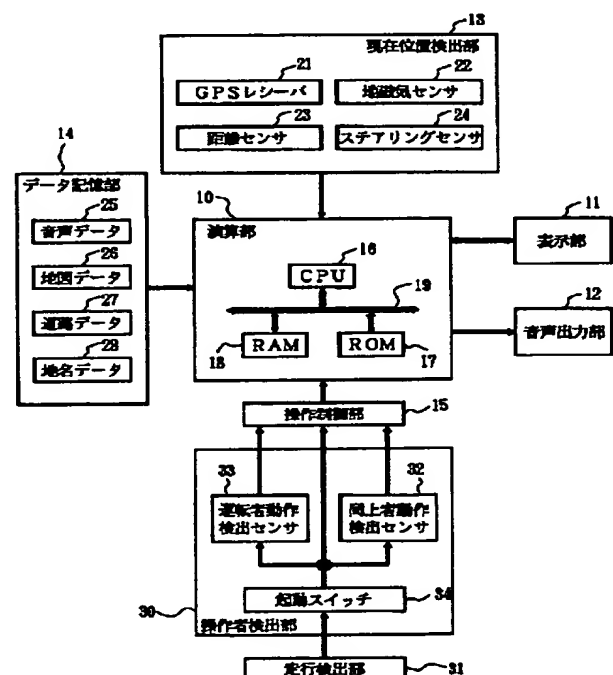 13
現在位置検出部
21
GPSレシーバ
22
地磁気センサ
23
距離センサ
24
ステアリングセンサ
14
データ記憶部
25
音声データ
26
地図データ
27
道路データ
28
地名データ
10
演算部
16
CPU
19
18
RAM
ROM
17
11
表示部
12
音声出力部
操作制御部
15
33
運転者動作
検出センサ
32
同上者動作
検出センサ
起動スイッチ
34
30
操作者検出部
走行検出部
31